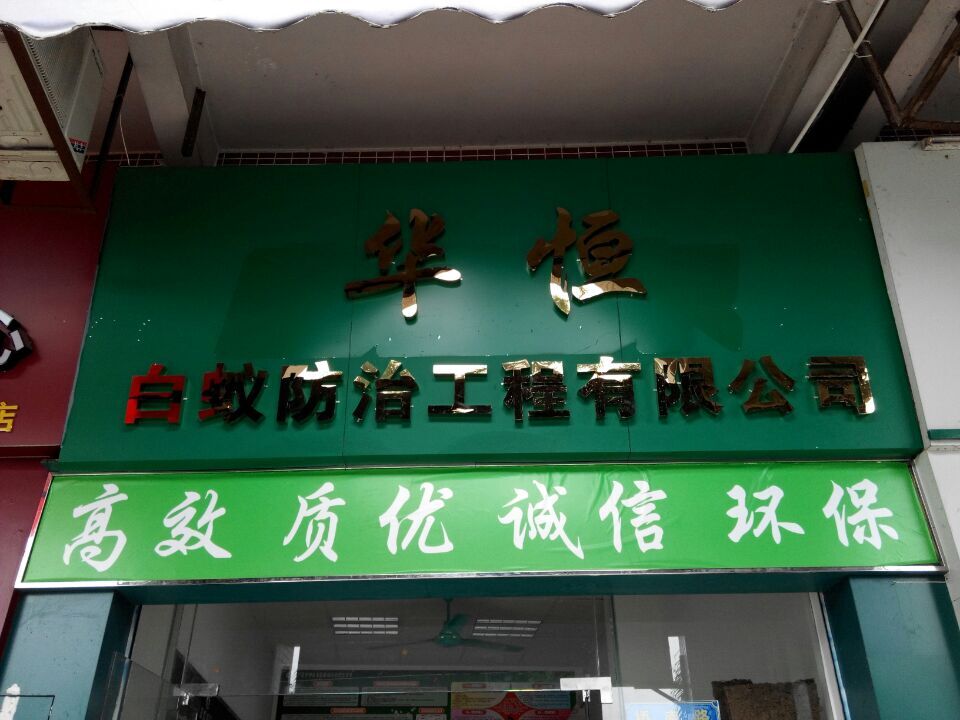 华恒
白蚁防治工程有限公司
高效 质优 诚信 环保
店